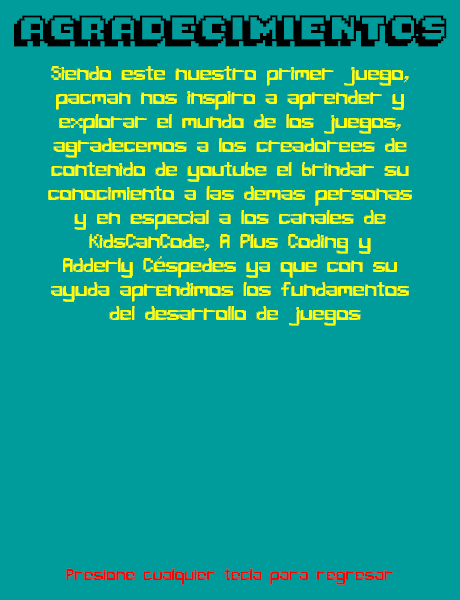 AGRADECIMIENTOS
Siendo este nuestro primer juego,
pacman nos inspiro a aprender y
explorar el mundo de los juegos,
agradecemos a los creadorees de
contenido de youtube el brindar su
conocimiento a las demas personas
y en especial a los canales de
KidsCanCode, A Plus Coding y
Adderly Céspedes ya que con su
ayuda aprendimos los fundamentos
del desarrollo de juegos
Presione cualquier tecla para regresar